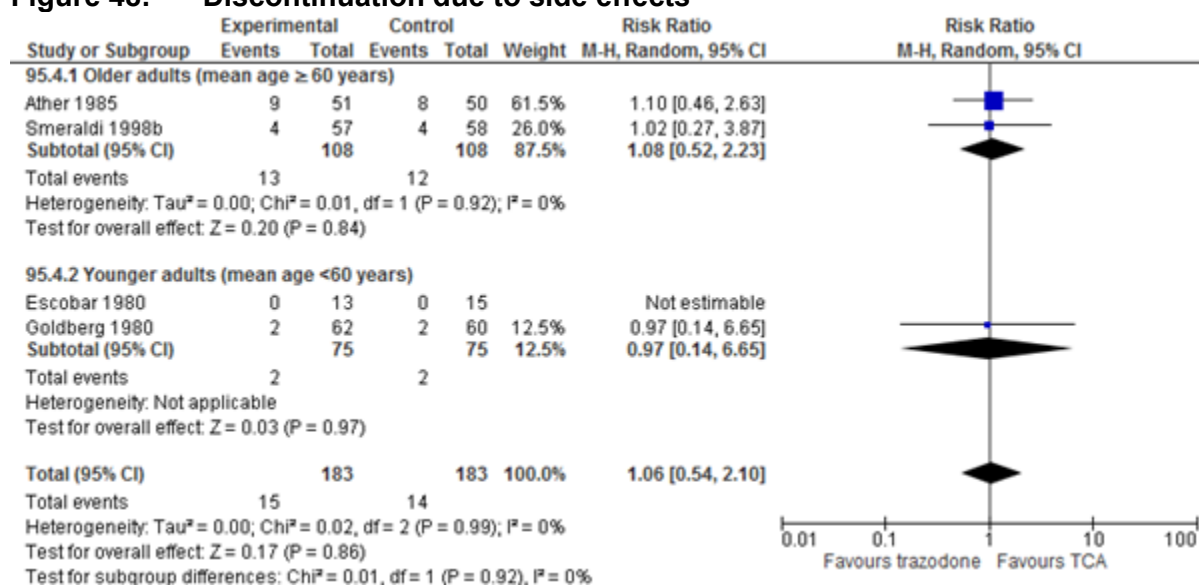 Discontinuation due to side effects
Experimental Control Risk Ratio Risk Ratio
Study or Subgroup Events Total Events Total Weight M-H, Random, 95% CI M-H, Random, 95% CI
95.4.1 Older adults (mean age ≥ 60 years)
Ather 1985 9 51 8 50 61.5% 1.10 [0.46, 2.63]
Smeraldi 1998b 4 57 4 58 26.0% 1.02 [0.27, 3.87]
Subtotal (95% CI) 108 108 87.5% 1.08 [0.52, 2.23]
Total events 13 12
Heterogeneity: Tau² = 0.00; Chi² = 0.01, df = 1 (P = 0.92); I² = 0%
Test for overall effect: Z = 0.20 (P = 0.84)
95.4.2 Younger adults (mean age <60 years)
Escobar 1980 0 13 0 15 Not estimable
Goldberg 1980 2 62 2 60 12.5% 0.97 [0.14, 6.65]
Subtotal (95% CI) 75 75 12.5% 0.97 [0.14, 6.65]
Total events 2 2
Heterogeneity: Not applicable
Test for overall effect: Z = 0.03 (P = 0.97)
Total (95% CI) 183 183 100.0% 1.06 [0.54, 2.10]
Total events 15 14
Heterogeneity: Tau² = 0.00; Chi² = 0.02, df = 2 (P = 0.99); I² = 0%
Test for overall effect: Z = 0.17 (P = 0.86)
Test for subgroup differences: Chi² = 0.01, df = 1 (P = 0.92), I² = 0%
0.01 0.1 1 10 100
Favours trazodone Favours TCA